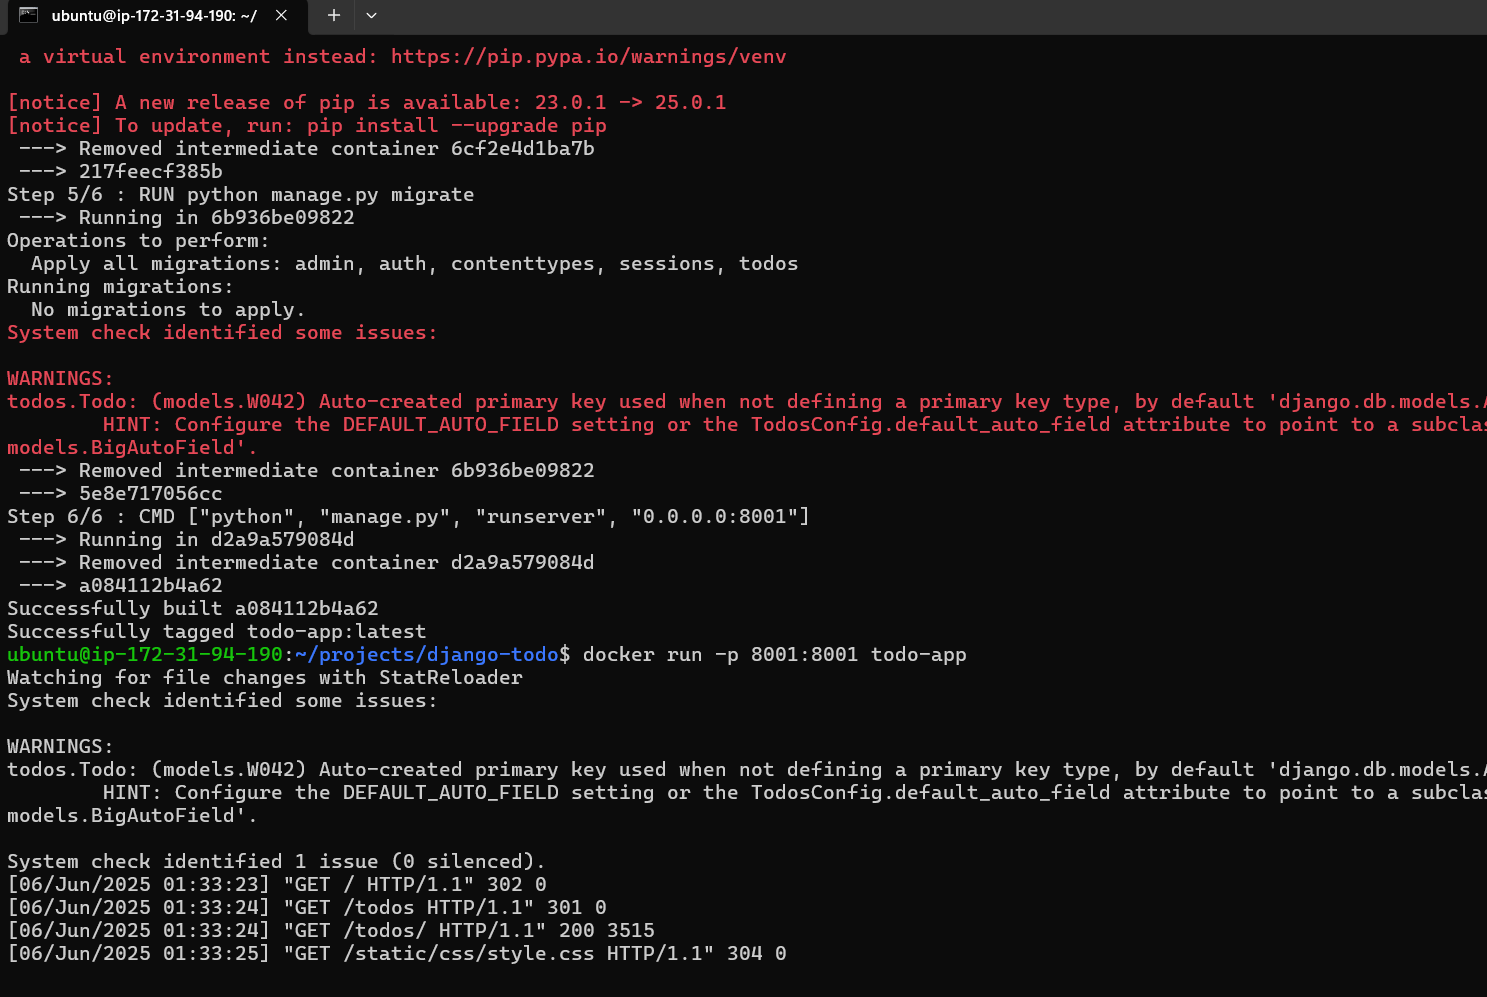 ubuntu@ip-172-31-94-190: ~/
a virtual environment instead: https://pip.pypa.io/warnings/venv
[notice] A new release of pip is available: 23.0.1 -> 25.0.1
[notice] To update, run: pip install --upgrade pip
---> Removed intermediate container 6cf2e4d1ba7b
---> 217feecf385b
Step 5/6 : RUN python manage.py migrate
---> Running in 6b936be09822
Operations to perform:
Apply all migrations: admin, auth, contenttypes, sessions, todos
Running migrations:
No migrations to apply.
System check identified some issues:
WARNINGS:
todos.Todo: (models.W042) Auto-created primary key used when not defining a primary key type, by default 'django.db.models.A
HINT: Configure the DEFAULT_AUTO_FIELD setting or the TodosConfig.default_auto_field attribute to point to a subclas
models.BigAutoField'.
---> Removed intermediate container 6b936be09822
---> 5e8e717056cc
Step 6/6 : CMD ["python", "manage.py", "runserver", "0.0.0.0:8001"]
---> Running in d2a9a579084d
---> Removed intermediate container d2a9a579084d
---> a084112b4a62
Successfully built a084112b4a62
Successfully tagged todo-app:latest
ubuntu@ip-172-31-94-190:~/projects/django-todo$ docker run -p 8001:8001 todo-app
Watching for file changes with StatReloader
System check identified some issues:
WARNINGS:
todos.Todo: (models.W042) Auto-created primary key used when not defining a primary key type, by default 'django.db.models.A
HINT: Configure the DEFAULT_AUTO_FIELD setting or the TodosConfig.default_auto_field attribute to point to a subclas
models.BigAutoField'.
System check identified 1 issue (0 silenced).
[06/Jun/2025 01:33:23] "GET / HTTP/1.1" 302 0
[06/Jun/2025 01:33:24] "GET /todos HTTP/1.1" 301 0
[06/Jun/2025 01:33:24] "GET /todos/ HTTP/1.1" 200 3515
[06/Jun/2025 01:33:25] "GET /static/css/style.css HTTP/1.1" 304 0